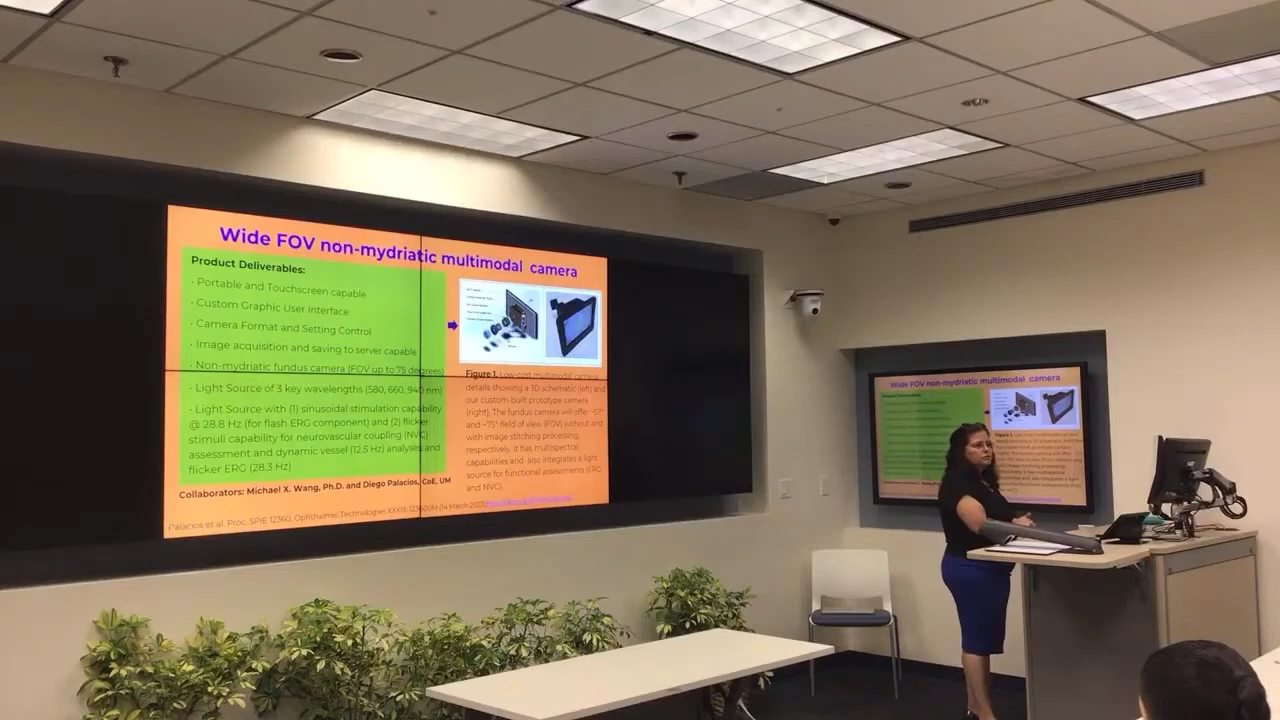 Wide FOV non-mydriatic multimodal camera
Product Deliverables:
· Portable and Touchscreen capable
· Custom Graphic User Interface
· Camera Format and Setting Control
· Image acquisition and saving to server capable
· Non-mydriatic fundus camera (FOV up to 75 degrees)
· Light Source of 3 key wavelengths (580, 660, 940 nm)
· Light Source with (1) sinusoidal stimulation capability
@ 28.8 Hz (for flash ERG component) and (2) flicker
stimuli capability for neurovascular coupling (NVC)
assessment and dynamic vessel (12.5 Hz) analyses and
flicker ERG (28.3 Hz)
Collaborators: Michael X. Wang, Ph.D. and Diego Palacios, CoE, UM
Palacios et al. Proc. SPIE 12360, Ophthalmic Technologies XXXIII, 123600M (14 March 2023)
Figure 1. Low-cost multimodal camera
details showing a 3D schematic (left) and
our custom-built prototype camera
(right). The fundus camera will offer ~57°
and ~75° field of view (FOV) without and
with image stitching processing,
respectively. It has multispectral
capabilities and also integrates a light
source for functional assessments (ERG
and NVC).
Wide FOV non-mydriatic multimodal camera